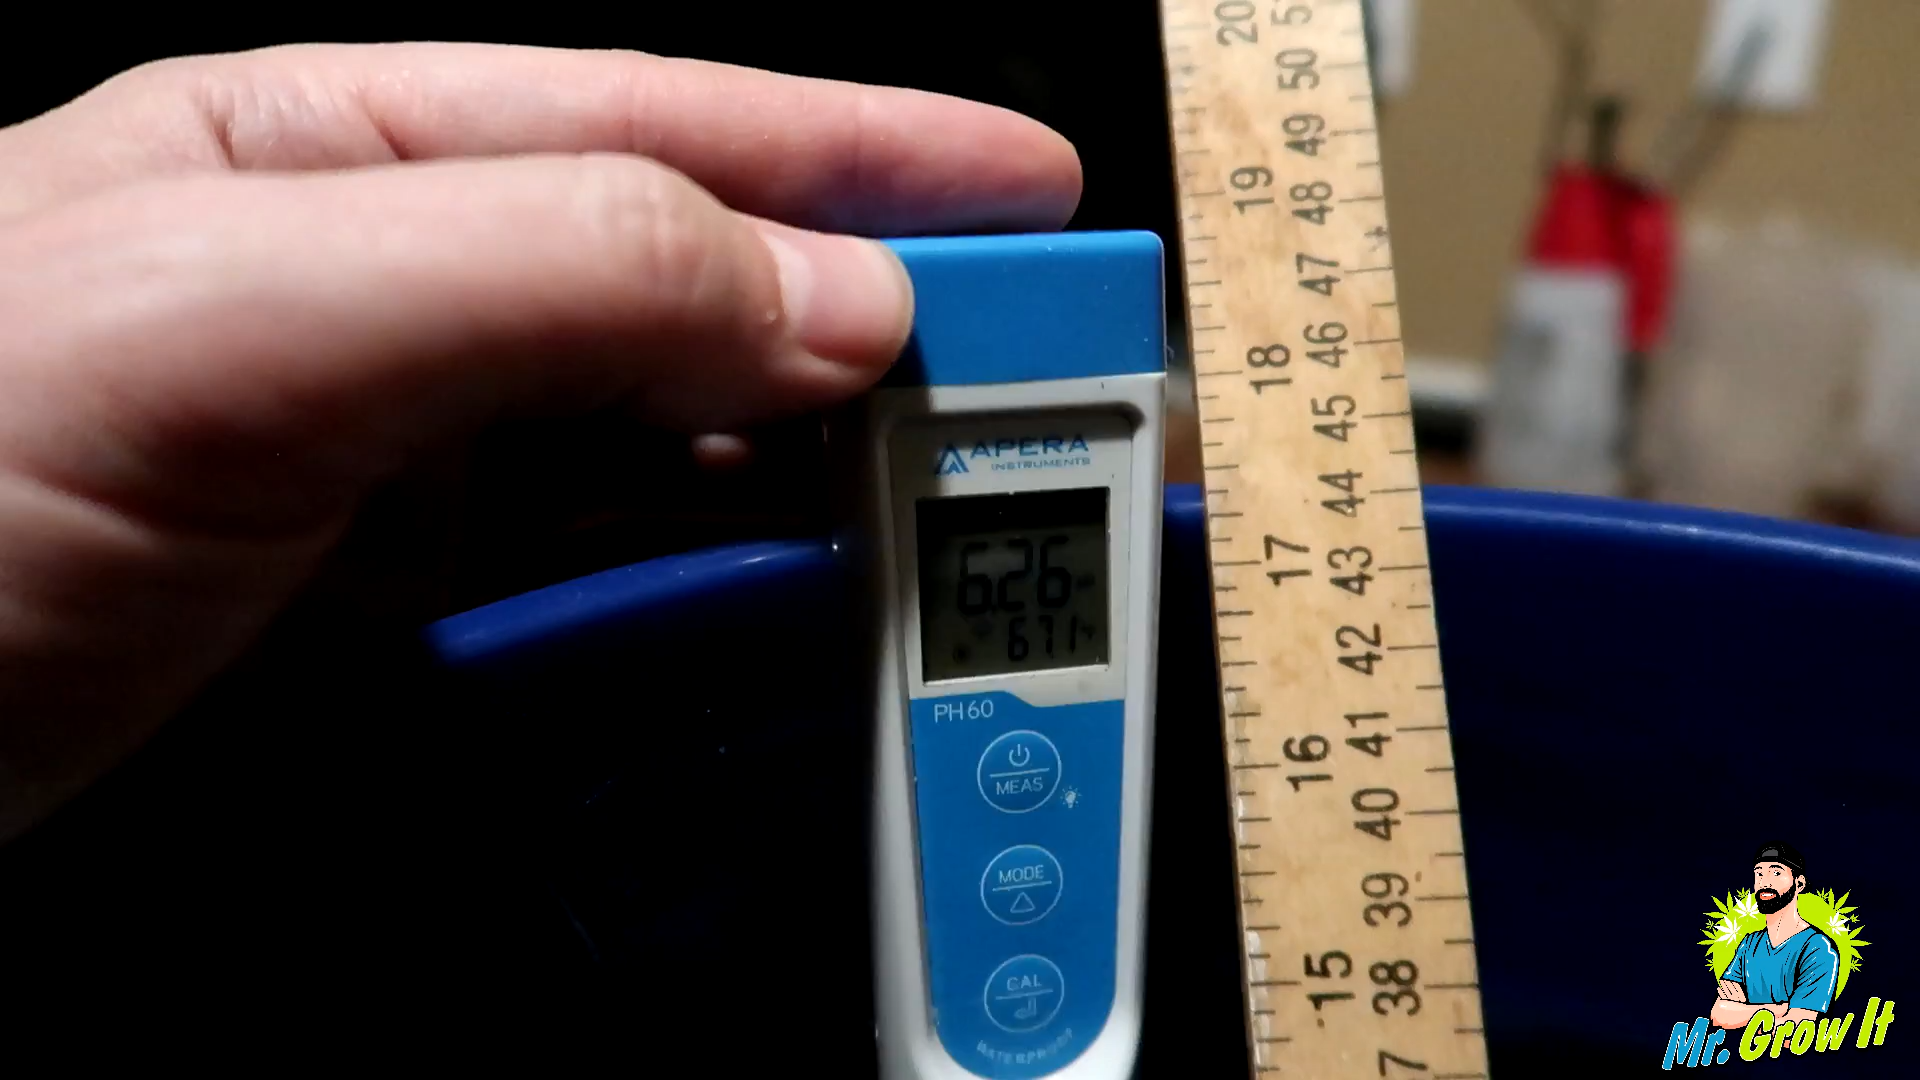 APERA
INSTRUMENTS
6.26
67.1
PH60
MEAS
MODE
CAL
WATERPROOF
20
19
18
17
16
15
50
49
48
47
46
45
44
43
42
41
40
39
38
Mr. Grow It